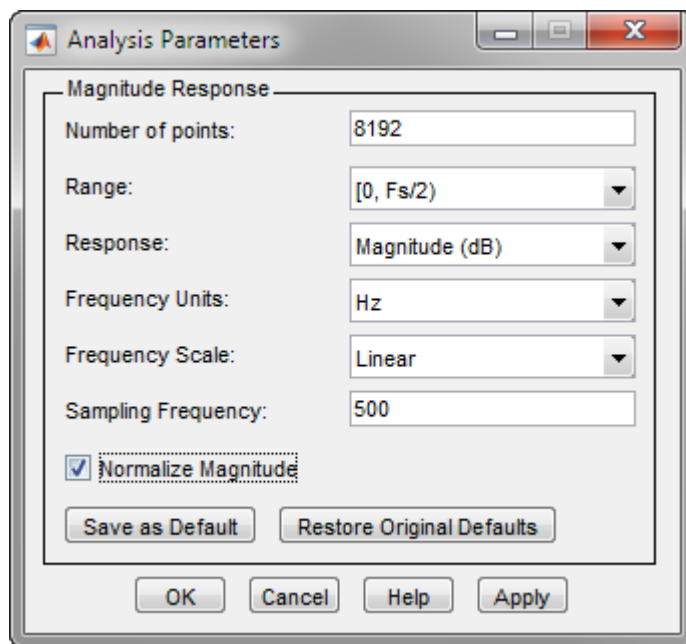 Analysis Parameters
Magnitude Response
Number of points: 8192
Range: [0, Fs/2)
Response: Magnitude (dB)
Frequency Units: Hz
Frequency Scale: Linear
Sampling Frequency: 500
Normalize Magnitude
Save as Default Restore Original Defaults
OK Cancel Help Apply